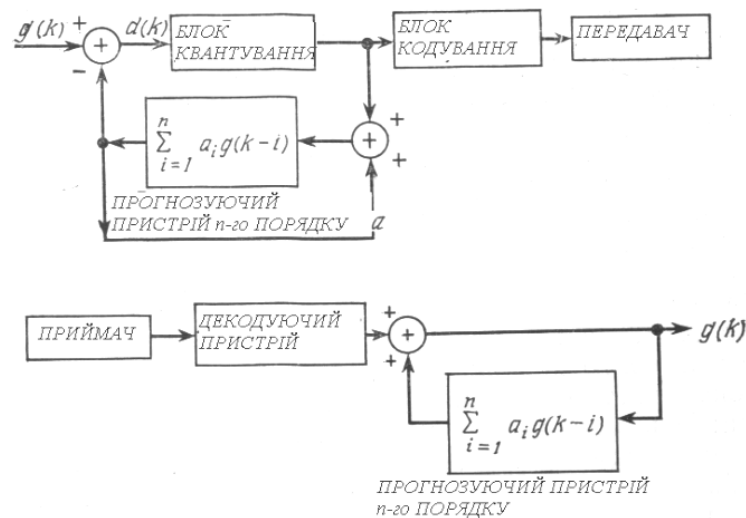 g(k) + d(k) БЛОК КВАНТУВАННЯ БЛОК КОДУВАННЯ ПЕРЕДАВАЧ
+
−
n
∑ a_i g(k−i)
i=1
+
+
+
ПРОГНОЗУЮЧИЙ
ПРИСТРІЙ n-го ПОРЯДКУ
a
ПРИЙМАЧ
ДЕКОДУЮЧИЙ
ПРИСТРІЙ
+
+
+
g(k)
n
∑ a_i g(k−i)
i=1
ПРОГНОЗУЮЧИЙ ПРИСТРІЙ
n-го ПОРЯДКУ